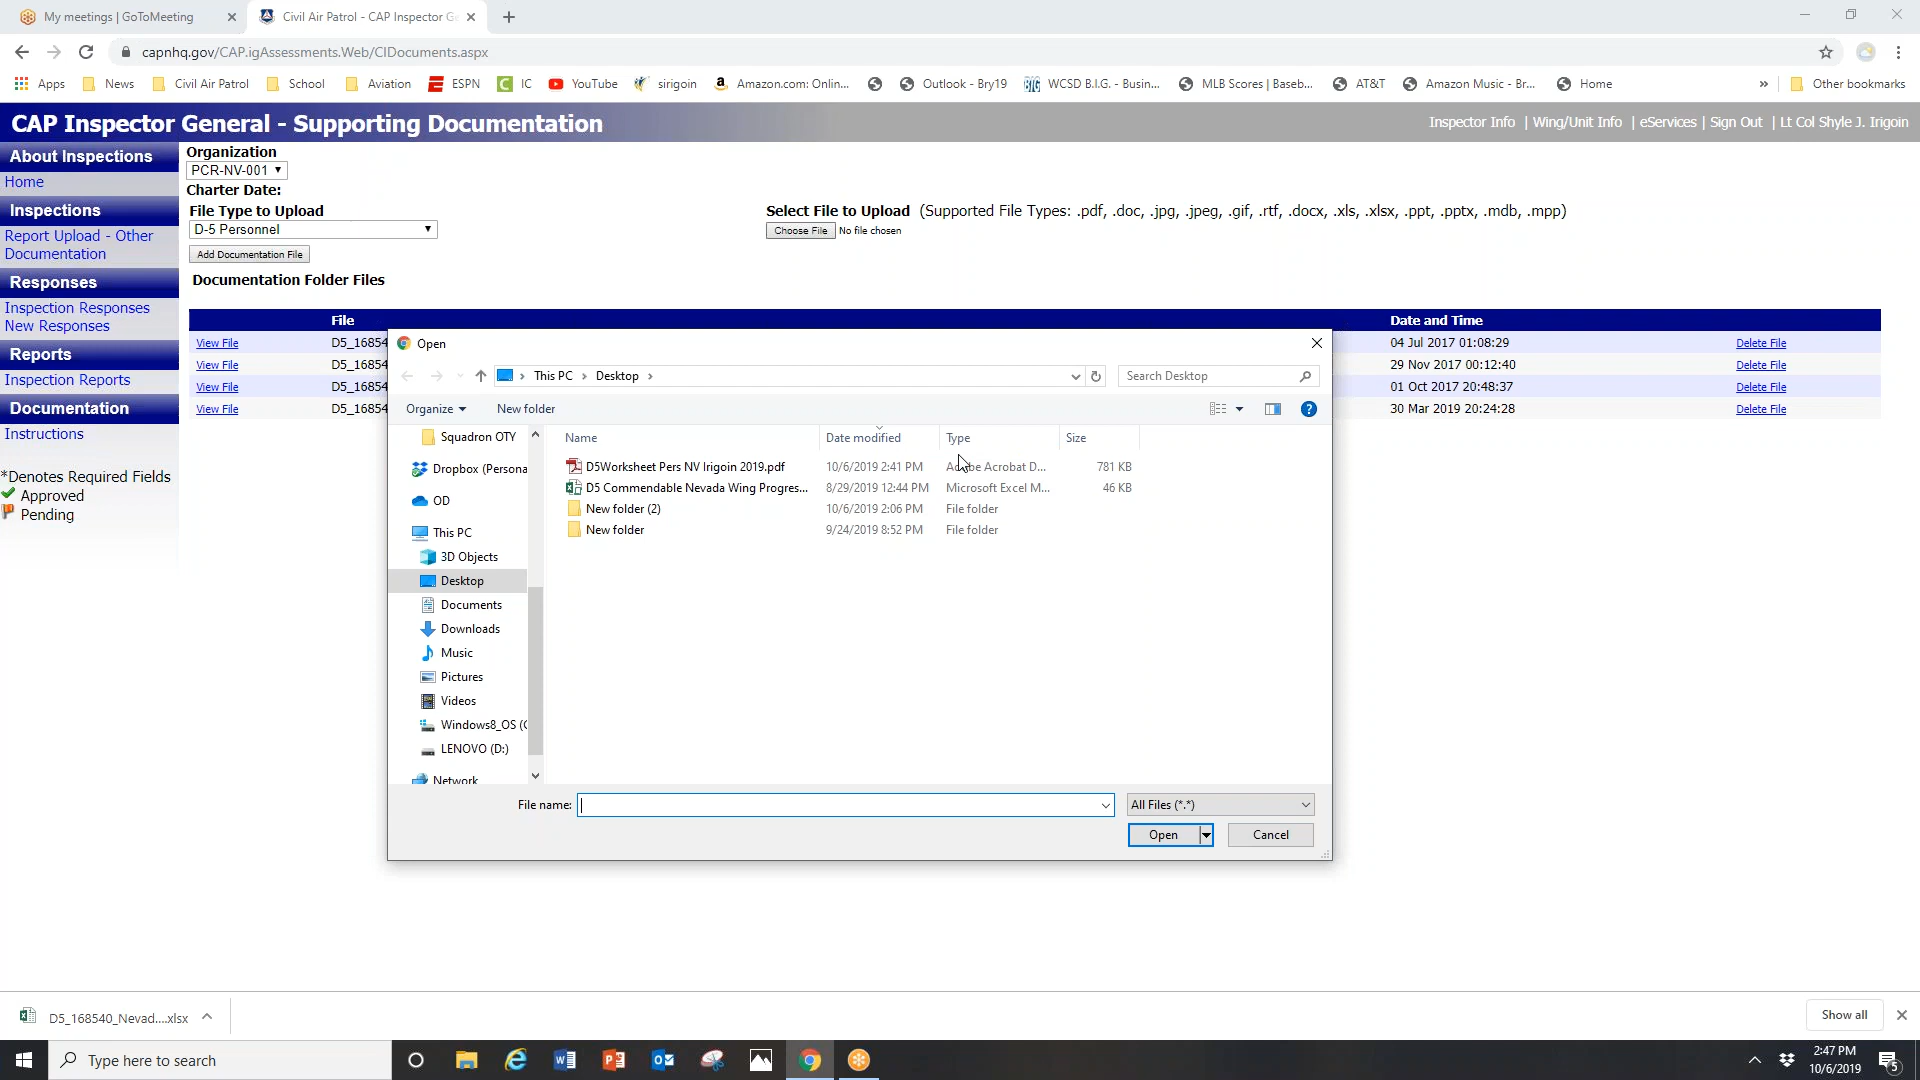 My meetings | GoToMeeting
Civil Air Patrol - CAP Inspector Ge
capnhq.gov/CAP.igAssessments.Web/CIDocuments.aspx
Apps News Civil Air Patrol School Aviation ESPN IC YouTube sirigoin Amazon.com: Onlin... Outlook - Bry19 WCSD B.I.G. - Busin... MLB Scores | Baseb... AT&T Amazon Music - Br... Home » Other bookmarks
CAP Inspector General - Supporting Documentation
Inspector Info | Wing/Unit Info | eServices | Sign Out | Lt Col Shyle J. Irigoin
About Inspections
Home
Inspections
Report Upload - Other
Documentation
Responses
Inspection Responses
New Responses
Reports
Inspection Reports
Documentation
Instructions
*Denotes Required Fields
Approved
Pending
Organization
PCR-NV-001
Charter Date:
File Type to Upload
D-5 Personnel
Add Documentation File
Select File to Upload (Supported File Types: .pdf, .doc, .jpg, .jpeg, .gif, .rtf, .docx, .xls, .xlsx, .ppt, .pptx, .mdb, .mpp)
Choose File No file chosen
Documentation Folder Files
File Date and Time
View File D5_16854 04 Jul 2017 01:08:29 Delete File
View File D5_16854 29 Nov 2017 00:12:40 Delete File
View File D5_16854 01 Oct 2017 20:48:37 Delete File
View File D5_16854 30 Mar 2019 20:24:28 Delete File
Open
This PC > Desktop >
Search Desktop
Organize New folder
Squadron OTY
Dropbox (Persona
OD
This PC
3D Objects
Desktop
Documents
Downloads
Music
Pictures
Videos
Windows8_OS (C
LENOVO (D:)
Network
Name Date modified Type Size
D5Worksheet Pers NV Irigoin 2019.pdf 10/6/2019 2:41 PM Adobe Acrobat D... 781 KB
D5 Commendable Nevada Wing Progres... 8/29/2019 12:44 PM Microsoft Excel M... 46 KB
New folder (2) 10/6/2019 2:06 PM File folder
New folder 9/24/2019 8:52 PM File folder
File name:
All Files (*.*)
Open Cancel
D5_168540_Nevad....xlsx
Show all
Type here to search
2:47 PM
10/6/2019
5